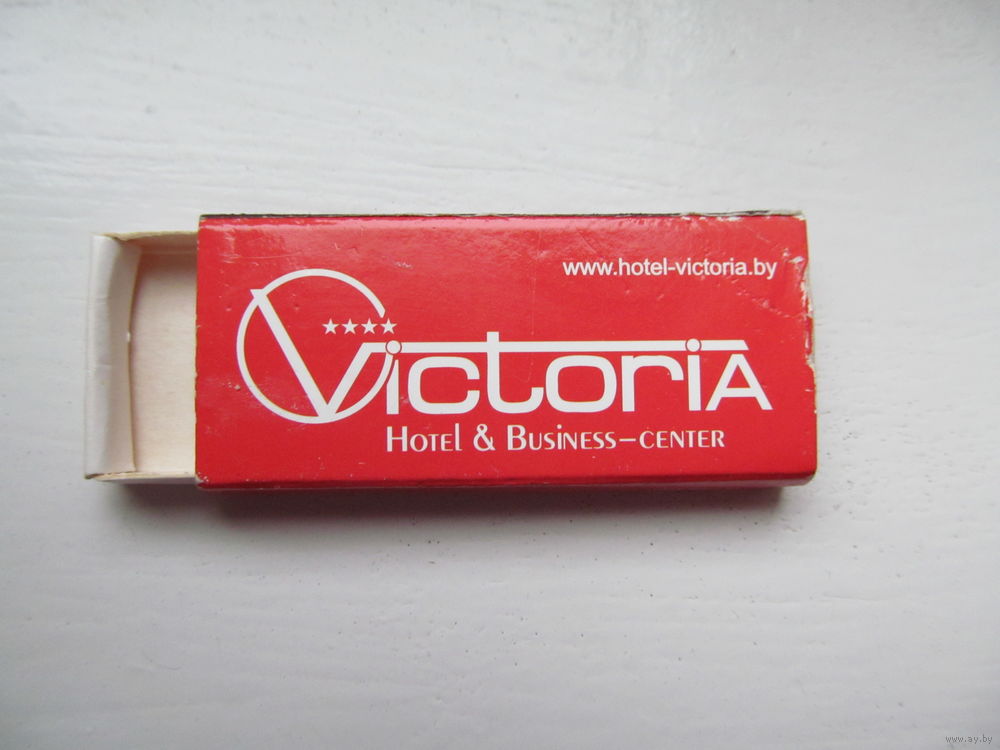 www.hotel-victoria.by
VictoriA
HOTEl & BUSiNESS–CENTER
www.ay.by